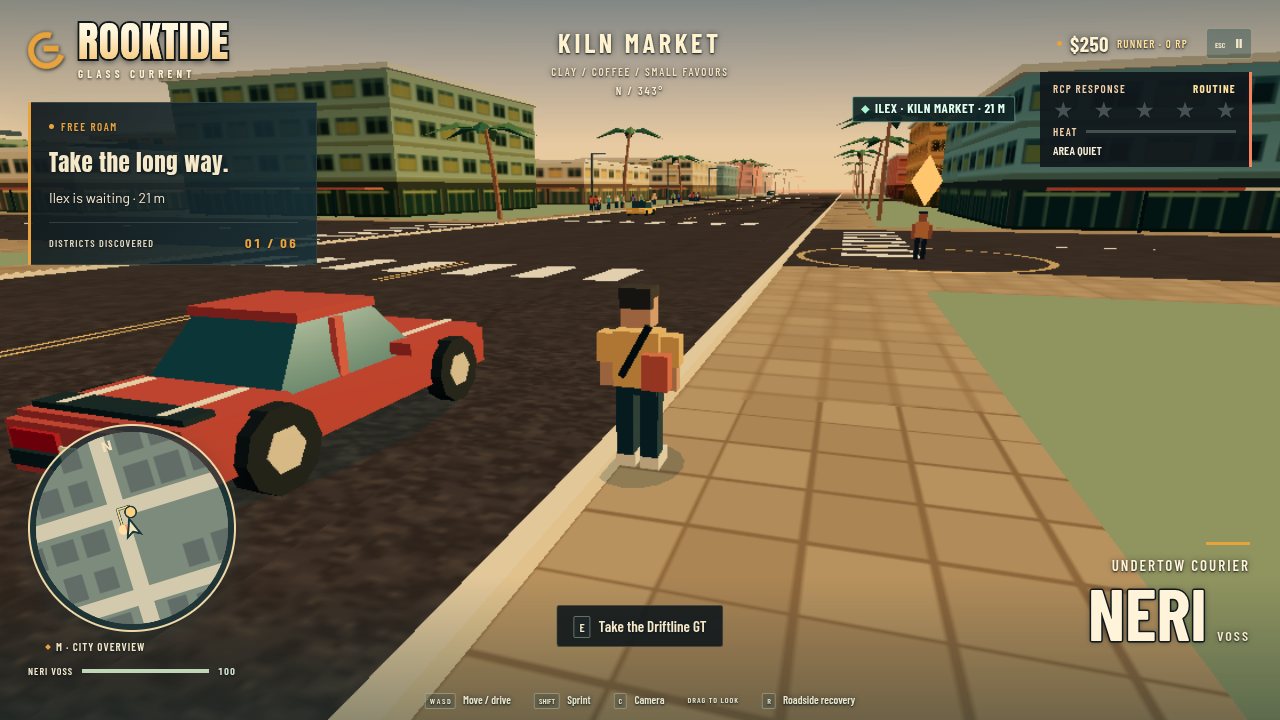 ROOKTIDE
GLASS CURRENT
FREE ROAM
Take the long way.
Ilex is waiting · 21 m
DISTRICTS DISCOVERED 01 / 06
KILN MARKET
CLAY / COFFEE / SMALL FAVOURS
N / 343°
$250 RUNNER · 0 RP
ESC
RCP RESPONSE ROUTINE
HEAT
AREA QUIET
ILEX · KILN MARKET · 21 M
N
M · CITY OVERVIEW
NERI VOSS 100
E Take the Driftline GT
UNDERTOW COURIER
NERI VOSS
WASD Move / drive SHIFT Sprint C Camera DRAG TO LOOK R Roadside recovery